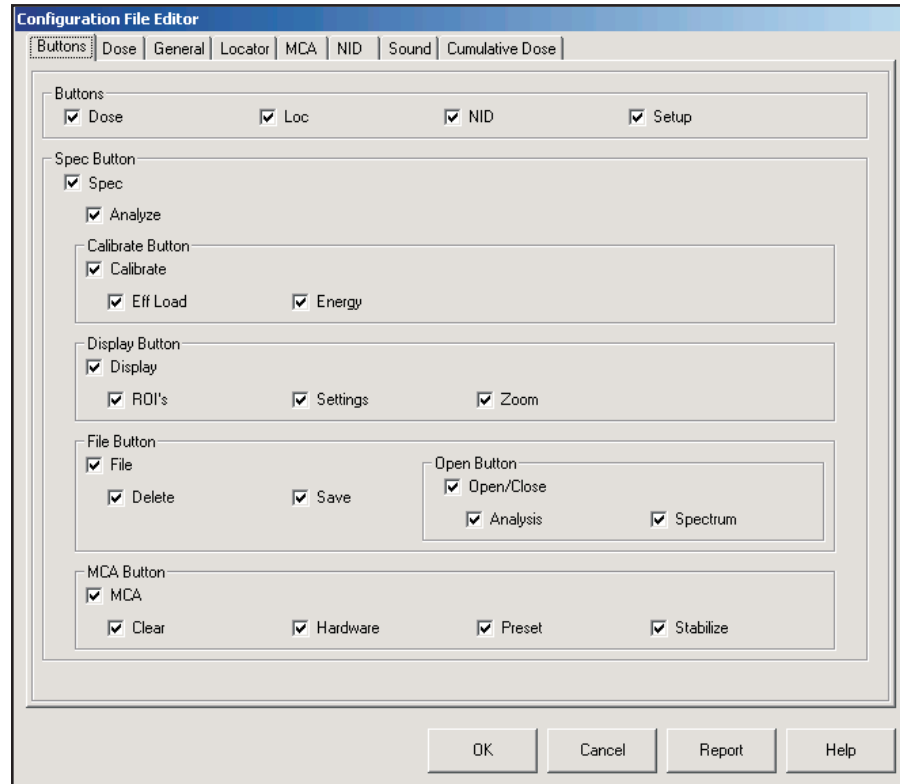 Configuration File Editor
Buttons Dose General Locator MCA NID Sound Cumulative Dose
Buttons
Dose Loc NID Setup
Spec Button
Spec
Analyze
Calibrate Button
Calibrate
Eff Load Energy
Display Button
Display
ROI's Settings Zoom
File Button
File
Delete Save
Open Button
Open/Close
Analysis Spectrum
MCA Button
MCA
Clear Hardware Preset Stabilize
OK Cancel Report Help